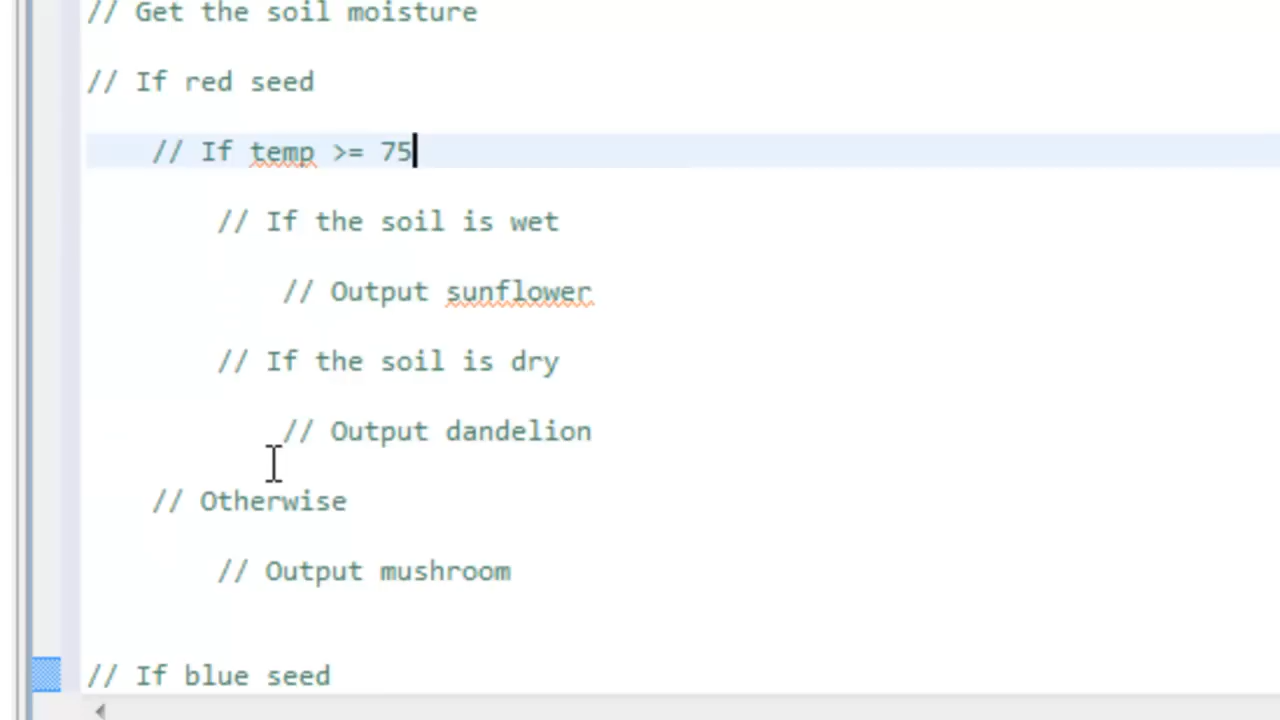 // Get the soil moisture
// If red seed
// If temp >= 75
// If the soil is wet
// Output sunflower
// If the soil is dry
// Output dandelion
// Otherwise
// Output mushroom
// If blue seed